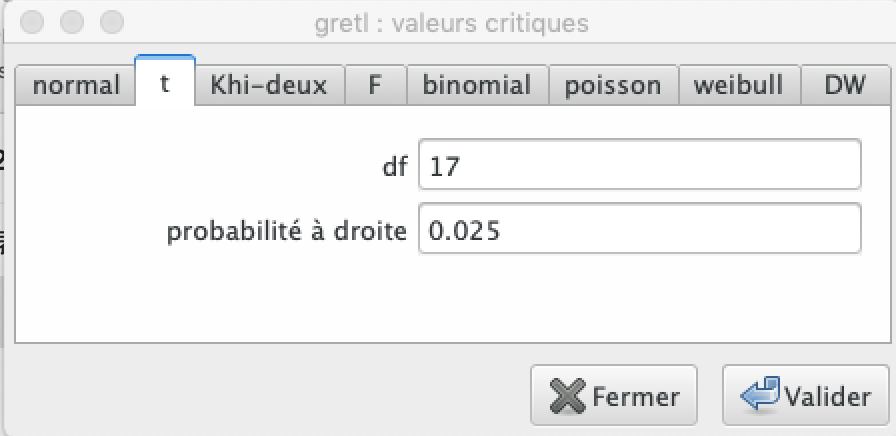 gretl : valeurs critiques
normal t Khi-deux F binomial poisson weibull DW
df 17
probabilité à droite 0.025
Fermer Valider